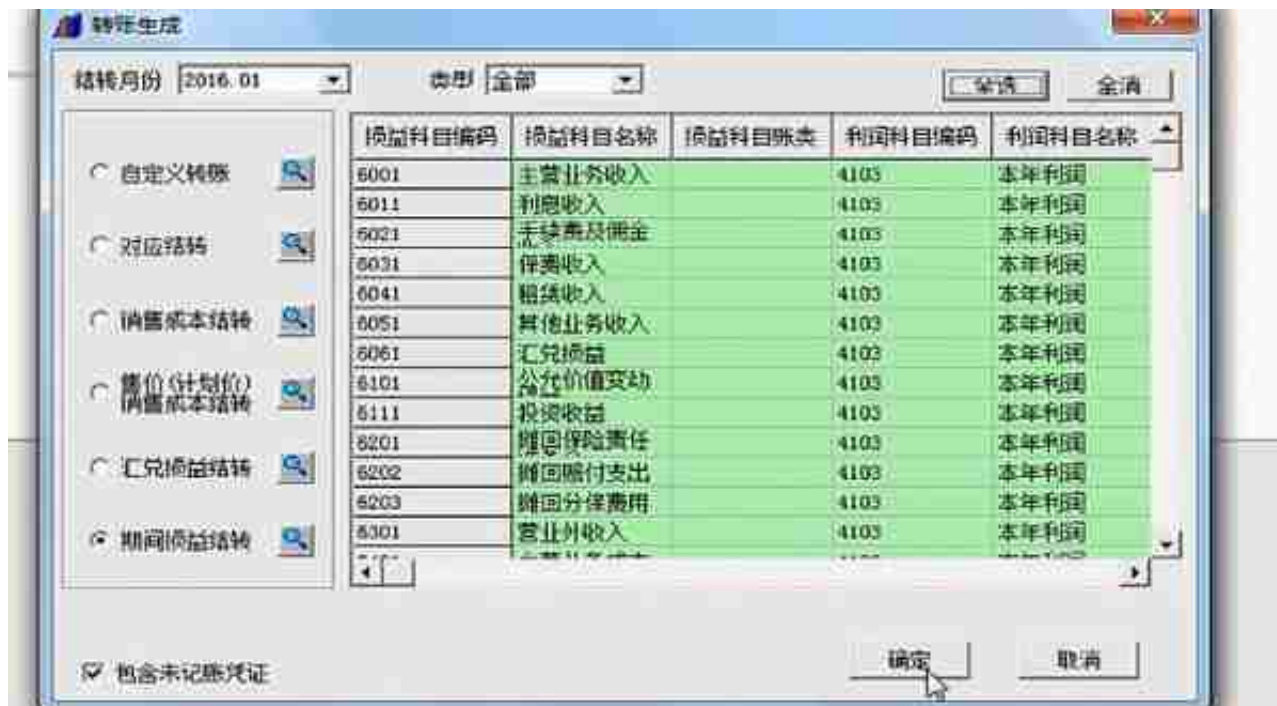 转账生成
结转月份 2016.01 类型 全部 全选 全消
损益科目编码 损益科目名称 损益科目账类 利润科目编码 利润科目名称
自定义转账
对应结转
销售成本结转
售价(计划价)
销售成本结转
汇兑损益结转
期间损益结转
6001 主营业务收入 4103 本年利润
6011 利息收入 4103 本年利润
6021 手续费及佣金 4103 本年利润
6031 保费收入 4103 本年利润
6041 租赁收入 4103 本年利润
6051 其他业务收入 4103 本年利润
6061 汇兑损益 4103 本年利润
6101 公允价值变动 4103 本年利润
6111 投资收益 4103 本年利润
6201 摊回保险责任 4103 本年利润
6202 摊回赔付支出 4103 本年利润
6203 摊回分保费用 4103 本年利润
6301 营业外收入 4103 本年利润
包含未记账凭证 确定 取消